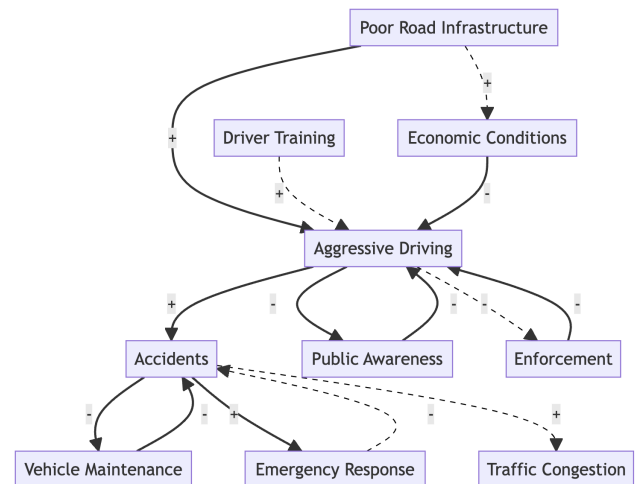 Poor Road Infrastructure
+
+
Driver Training
Economic Conditions
+
-
Aggressive Driving
+
-
-
-
-
Accidents
Public Awareness
Enforcement
-
-
+
-
+
Vehicle Maintenance
Emergency Response
Traffic Congestion